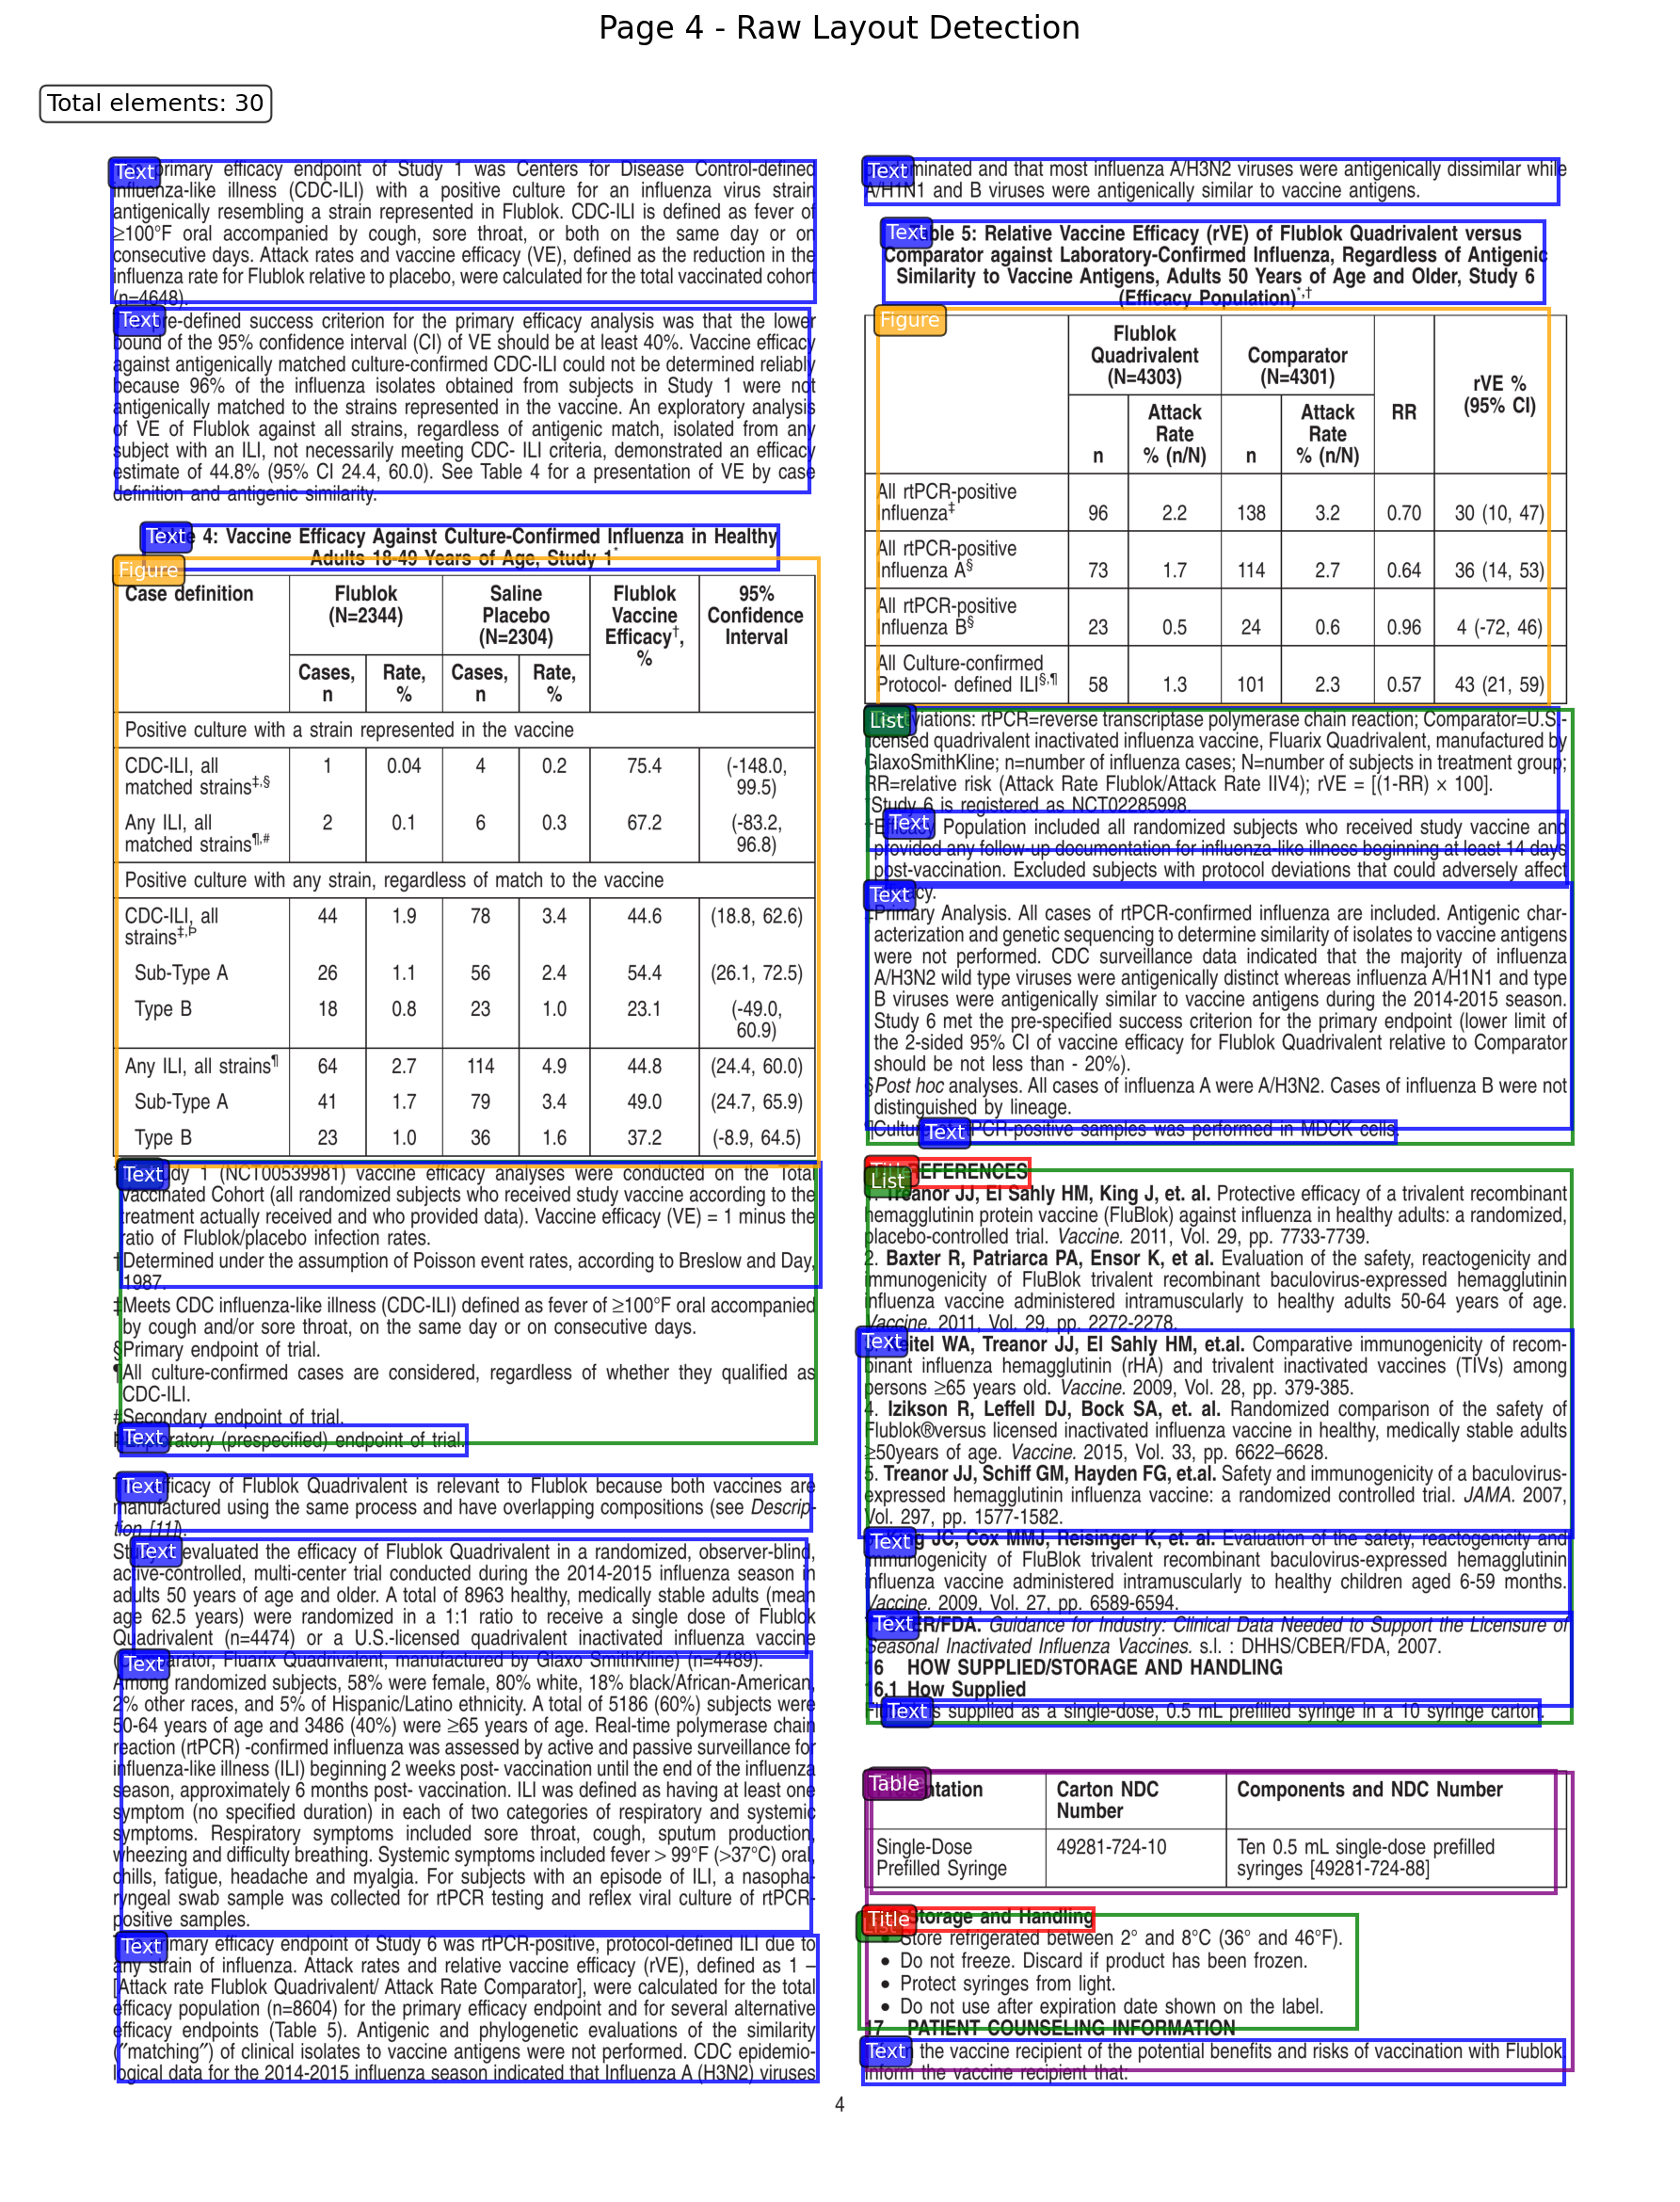 Page 4 - Raw Layout Detection
Total elements: 30
Text
primary efficacy endpoint of Study 1 was Centers for Disease Control-defined
influenza-like illness (CDC-ILI) with a positive culture for an influenza virus strain
antigenically resembling a strain represented in Flublok. CDC-ILI is defined as fever of
≥100°F oral accompanied by cough, sore throat, or both on the same day or on
consecutive days. Attack rates and vaccine efficacy (VE), defined as the reduction in the
influenza rate for Flublok relative to placebo, were calculated for the total vaccinated cohort
(n=4648).
Text
pre-defined success criterion for the primary efficacy analysis was that the lower
bound of the 95% confidence interval (CI) of VE should be at least 40%. Vaccine efficacy
against antigenically matched culture-confirmed CDC-ILI could not be determined reliably
because 96% of the influenza isolates obtained from subjects in Study 1 were not
antigenically matched to the strains represented in the vaccine. An exploratory analysis
of VE of Flublok against all strains, regardless of antigenic match, isolated from any
subject with an ILI, not necessarily meeting CDC- ILI criteria, demonstrated an efficacy
estimate of 44.8% (95% CI 24.4, 60.0). See Table 4 for a presentation of VE by case
definition and antigenic similarity.
Text
4: Vaccine Efficacy Against Culture-Confirmed Influenza in Healthy
Adults 18-49 Years of Age, Study 1*
Figure
Case definition Flublok (N=2344) Saline Placebo (N=2304) Flublok Vaccine Efficacy†, % 95% Confidence Interval
Cases, n Rate, % Cases, n Rate, %
Positive culture with a strain represented in the vaccine
CDC-ILI, all matched strains‡,§ 1 0.04 4 0.2 75.4 (-148.0, 99.5)
Any ILI, all matched strains¶,# 2 0.1 6 0.3 67.2 (-83.2, 96.8)
Positive culture with any strain, regardless of match to the vaccine
CDC-ILI, all strains‡,Þ 44 1.9 78 3.4 44.6 (18.8, 62.6)
Sub-Type A 26 1.1 56 2.4 54.4 (26.1, 72.5)
Type B 18 0.8 23 1.0 23.1 (-49.0, 60.9)
Any ILI, all strains¶ 64 2.7 114 4.9 44.8 (24.4, 60.0)
Sub-Type A 41 1.7 79 3.4 49.0 (24.7, 65.9)
Type B 23 1.0 36 1.6 37.2 (-8.9, 64.5)
Text
1 (NCT00539981) vaccine efficacy analyses were conducted on the Total
Vaccinated Cohort (all randomized subjects who received study vaccine according to the
treatment actually received and who provided data). Vaccine efficacy (VE) = 1 minus the
ratio of Flublok/placebo infection rates.
†Determined under the assumption of Poisson event rates, according to Breslow and Day,
1987.
‡Meets CDC influenza-like illness (CDC-ILI) defined as fever of ≥100°F oral accompanied
by cough and/or sore throat, on the same day or on consecutive days.
§Primary endpoint of trial.
¶All culture-confirmed cases are considered, regardless of whether they qualified as
CDC-ILI.
#Secondary endpoint of trial.
Text
(prespecified) endpoint of trial.
Text
efficacy of Flublok Quadrivalent is relevant to Flublok because both vaccines are
manufactured using the same process and have overlapping compositions (see Descrip-
tion [11]).
Text
evaluated the efficacy of Flublok Quadrivalent in a randomized, observer-blind,
active-controlled, multi-center trial conducted during the 2014-2015 influenza season in
adults 50 years of age and older. A total of 8963 healthy, medically stable adults (mean
age 62.5 years) were randomized in a 1:1 ratio to receive a single dose of Flublok
Quadrivalent (n=4474) or a U.S.-licensed quadrivalent inactivated influenza vaccine
Text
Fluarix Quadrivalent, manufactured by Glaxo SmithKline) (n=4489).
Among randomized subjects, 58% were female, 80% white, 18% black/African-American,
2% other races, and 5% of Hispanic/Latino ethnicity. A total of 5186 (60%) subjects were
50-64 years of age and 3486 (40%) were ≥65 years of age. Real-time polymerase chain
reaction (rtPCR) -confirmed influenza was assessed by active and passive surveillance for
influenza-like illness (ILI) beginning 2 weeks post- vaccination until the end of the influenza
season, approximately 6 months post- vaccination. ILI was defined as having at least one
symptom (no specified duration) in each of two categories of respiratory and systemic
symptoms. Respiratory symptoms included sore throat, cough, sputum production,
wheezing and difficulty breathing. Systemic symptoms included fever > 99°F (>37°C) oral,
chills, fatigue, headache and myalgia. For subjects with an episode of ILI, a nasopha-
ryngeal swab sample was collected for rtPCR testing and reflex viral culture of rtPCR-
positive samples.
Text
primary efficacy endpoint of Study 6 was rtPCR-positive, protocol-defined ILI due to
any strain of influenza. Attack rates and relative vaccine efficacy (rVE), defined as 1 –
[Attack rate Flublok Quadrivalent/ Attack Rate Comparator], were calculated for the total
efficacy population (n=8604) for the primary efficacy endpoint and for several alternative
efficacy endpoints (Table 5). Antigenic and phylogenetic evaluations of the similarity
("matching") of clinical isolates to vaccine antigens were not performed. CDC epidemio-
logical data for the 2014-2015 influenza season indicated that Influenza A (H3N2) viruses
Text
predominated and that most influenza A/H3N2 viruses were antigenically dissimilar while
A/H1N1 and B viruses were antigenically similar to vaccine antigens.
Text
Table 5: Relative Vaccine Efficacy (rVE) of Flublok Quadrivalent versus
Comparator against Laboratory-Confirmed Influenza, Regardless of Antigenic
Similarity to Vaccine Antigens, Adults 50 Years of Age and Older, Study 6
(Efficacy Population)*,†
Figure
Flublok Quadrivalent (N=4303) Comparator (N=4301) RR rVE % (95% CI)
n Attack Rate % (n/N) n Attack Rate % (n/N)
All rtPCR-positive Influenza‡ 96 2.2 138 3.2 0.70 30 (10, 47)
All rtPCR-positive Influenza A§ 73 1.7 114 2.7 0.64 36 (14, 53)
All rtPCR-positive Influenza B§ 23 0.5 24 0.6 0.96 4 (-72, 46)
All Culture-confirmed Protocol- defined ILI§,¶ 58 1.3 101 2.3 0.57 43 (21, 59)
List
Abbreviations: rtPCR=reverse transcriptase polymerase chain reaction; Comparator=U.S.-
licensed quadrivalent inactivated influenza vaccine, Fluarix Quadrivalent, manufactured by
GlaxoSmithKline; n=number of influenza cases; N=number of subjects in treatment group;
RR=relative risk (Attack Rate Flublok/Attack Rate IIV4); rVE = [(1-RR) × 100].
*Study 6 is registered as NCT02285998.
Text
†Efficacy Population included all randomized subjects who received study vaccine and
provided any follow-up documentation for influenza-like illness beginning at least 14 days
post-vaccination. Excluded subjects with protocol deviations that could adversely affect
Text
‡Primary Analysis. All cases of rtPCR-confirmed influenza are included. Antigenic char-
acterization and genetic sequencing to determine similarity of isolates to vaccine antigens
were not performed. CDC surveillance data indicated that the majority of influenza
A/H3N2 wild type viruses were antigenically distinct whereas influenza A/H1N1 and type
B viruses were antigenically similar to vaccine antigens during the 2014-2015 season.
Study 6 met the pre-specified success criterion for the primary endpoint (lower limit of
the 2-sided 95% CI of vaccine efficacy for Flublok Quadrivalent relative to Comparator
should be not less than - 20%).
§Post hoc analyses. All cases of influenza A were A/H3N2. Cases of influenza B were not
distinguished by lineage.
Text
rtPCR-positive samples was performed in MDCK cells.
REFERENCES
List
Treanor JJ, El Sahly HM, King J, et. al. Protective efficacy of a trivalent recombinant
hemagglutinin protein vaccine (FluBlok) against influenza in healthy adults: a randomized,
placebo-controlled trial. Vaccine. 2011, Vol. 29, pp. 7733-7739.
2. Baxter R, Patriarca PA, Ensor K, et al. Evaluation of the safety, reactogenicity and
immunogenicity of FluBlok trivalent recombinant baculovirus-expressed hemagglutinin
influenza vaccine administered intramuscularly to healthy adults 50-64 years of age.
Vaccine. 2011, Vol. 29, pp. 2272-2278.
Text
Keitel WA, Treanor JJ, El Sahly HM, et.al. Comparative immunogenicity of recom-
binant influenza hemagglutinin (rHA) and trivalent inactivated vaccines (TIVs) among
persons ≥65 years old. Vaccine. 2009, Vol. 28, pp. 379-385.
4. Izikson R, Leffell DJ, Bock SA, et. al. Randomized comparison of the safety of
Flublok®versus licensed inactivated influenza vaccine in healthy, medically stable adults
≥50years of age. Vaccine. 2015, Vol. 33, pp. 6622–6628.
5. Treanor JJ, Schiff GM, Hayden FG, et.al. Safety and immunogenicity of a baculovirus-
expressed hemagglutinin influenza vaccine: a randomized controlled trial. JAMA. 2007,
Vol. 297, pp. 1577-1582.
Text
King JC, Cox MMJ, Reisinger K, et. al. Evaluation of the safety, reactogenicity and
immunogenicity of FluBlok trivalent recombinant baculovirus-expressed hemagglutinin
influenza vaccine administered intramuscularly to healthy children aged 6-59 months.
Vaccine. 2009, Vol. 27, pp. 6589-6594.
Text
CBER/FDA. Guidance for Industry: Clinical Data Needed to Support the Licensure of
Seasonal Inactivated Influenza Vaccines. s.l. : DHHS/CBER/FDA, 2007.
16 HOW SUPPLIED/STORAGE AND HANDLING
16.1 How Supplied
Text
Flublok is supplied as a single-dose, 0.5 mL prefilled syringe in a 10 syringe carton.
Table
Presentation Carton NDC Number Components and NDC Number
Single-Dose Prefilled Syringe 49281-724-10 Ten 0.5 mL single-dose prefilled syringes [49281-724-88]
Title
Storage and Handling
• Store refrigerated between 2° and 8°C (36° and 46°F).
• Do not freeze. Discard if product has been frozen.
• Protect syringes from light.
• Do not use after expiration date shown on the label.
17 PATIENT COUNSELING INFORMATION
Text
the vaccine recipient of the potential benefits and risks of vaccination with Flublok.
Inform the vaccine recipient that:
4